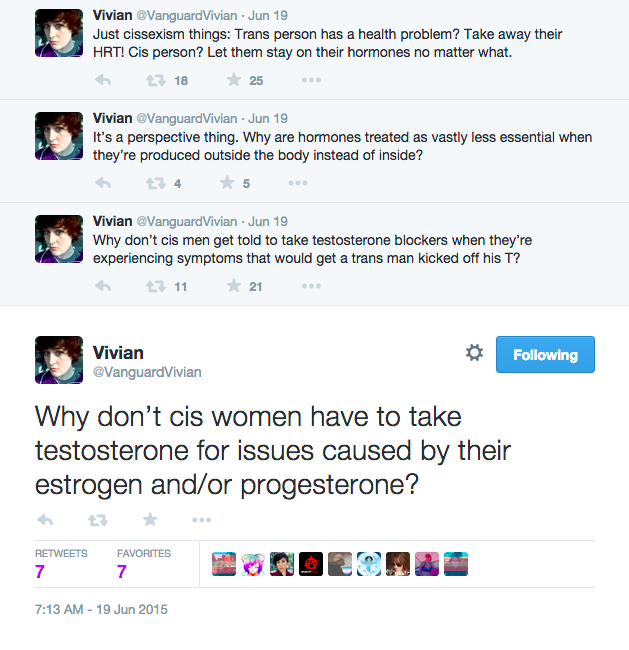 Vivian @VanguardVivian · Jun 19
Just cissexism things: Trans person has a health problem? Take away their
HRT! Cis person? Let them stay on their hormones no matter what.
18 25
Vivian @VanguardVivian · Jun 19
It's a perspective thing. Why are hormones treated as vastly less essential when
they're produced outside the body instead of inside?
4 5
Vivian @VanguardVivian · Jun 19
Why don't cis men get told to take testosterone blockers when they're
experiencing symptoms that would get a trans man kicked off his T?
11 21
Vivian
@VanguardVivian
Following
Why don't cis women have to take
testosterone for issues caused by their
estrogen and/or progesterone?
RETWEETS FAVORITES
7 7
7:13 AM - 19 Jun 2015